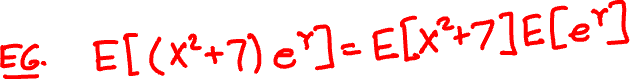 EG. E[(X²+7) e^Y] = E[X²+7] E[e^Y]